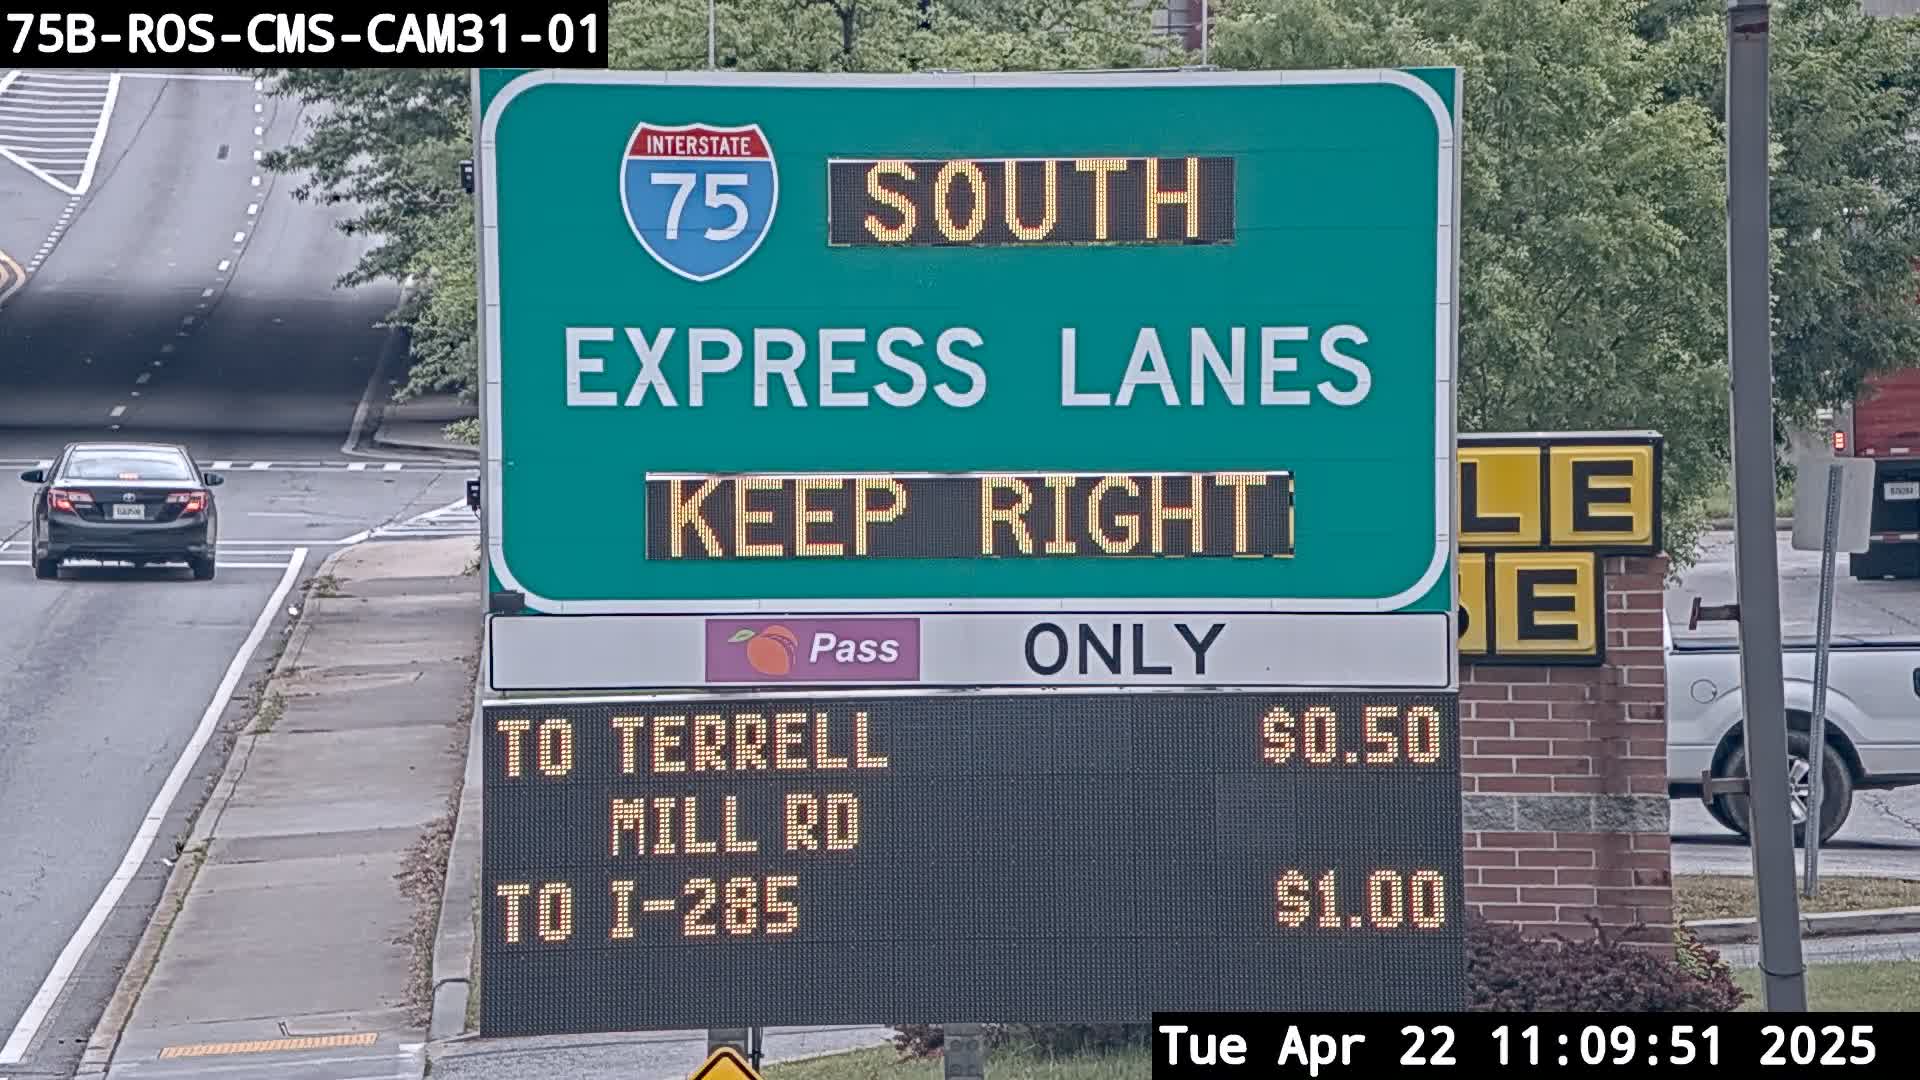 75B-ROS-CMS-CAM31-01
INTERSTATE
75
SOUTH
EXPRESS LANES
KEEP RIGHT
Pass ONLY
TO TERRELL $0.50
MILL RD
TO I-285 $1.00
LE
E
Tue Apr 22 11:09:51 2025